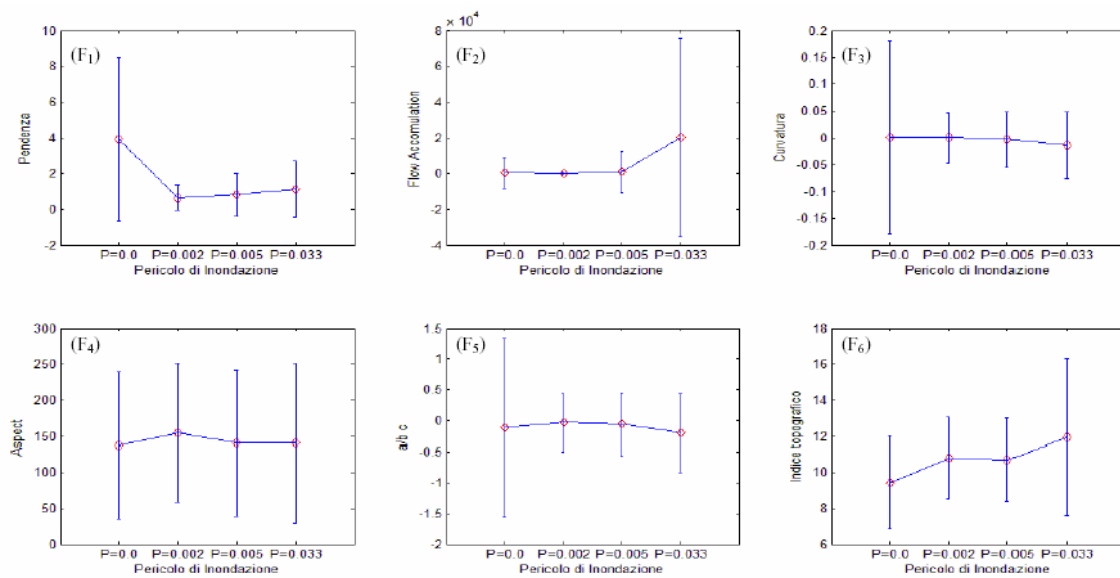 (F1)
Pendenza
10
8
6
4
2
0
-2
P=0.0 P=0.002 P=0.005 P=0.033
Pericolo di Inondazione
× 10^4
(F2)
Flow Accomulation
8
6
4
2
0
-2
-4
P=0.0 P=0.002 P=0.005 P=0.033
Pericolo di Inondazione
(F3)
Curvatura
0.2
0.15
0.1
0.05
0
-0.05
-0.1
-0.15
-0.2
P=0.0 P=0.002 P=0.005 P=0.033
Pericolo di Inondazione
(F4)
Aspect
300
250
200
150
100
50
0
P=0.0 P=0.002 P=0.005 P=0.033
Pericolo di Inondazione
(F5)
a/b c
1.5
1
0.5
0
-0.5
-1
-1.5
-2
P=0.0 P=0.002 P=0.005 P=0.033
Pericolo di Inondazione
(F6)
Indice topografico
18
16
14
12
10
8
6
P=0.0 P=0.002 P=0.005 P=0.033
Pericolo di Inondazione